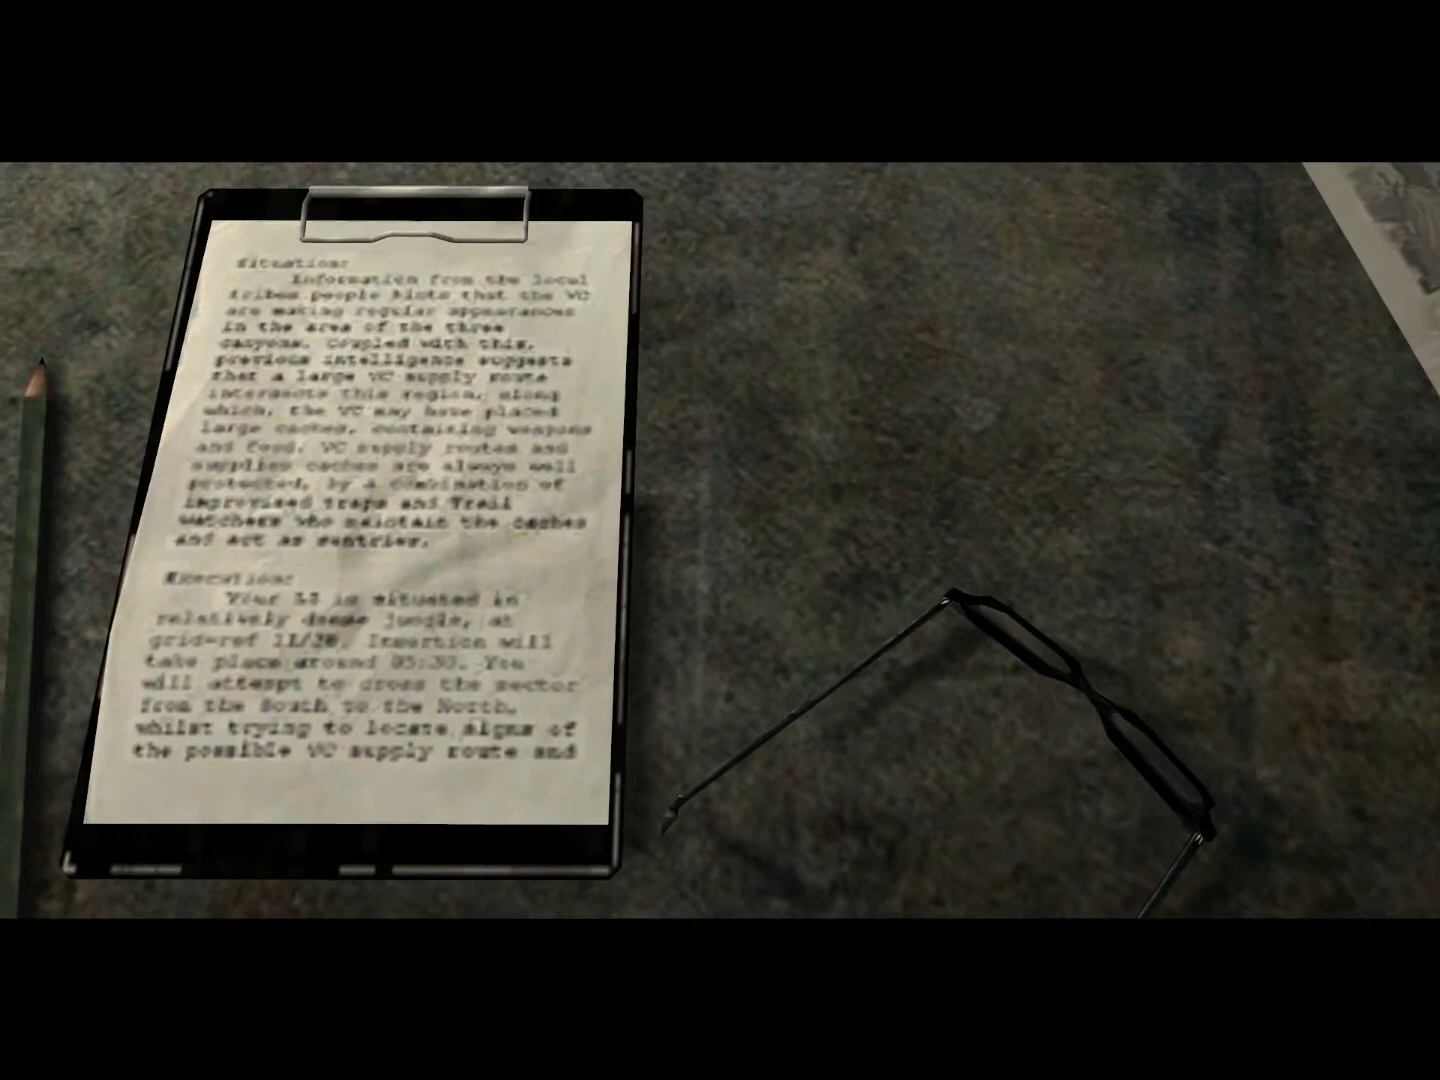 Situation:
Information from the local
tribes people hints that the VC
are making regular appearances
in the area of the three
canyons. Coupled with this,
previous intelligence suggests
that a large VC supply route
intersects this region, along
which, the VC may have placed
large caches, containing weapons
and food. VC supply routes and
supplies caches are always well
protected, by a combination of
improvised traps and Trail
Watchers who maintain the caches
and act as sentries.
Execution:
Your LZ is situated in
relatively dense jungle, at
grid-ref 11/20. Insertion will
take place around 05:30. You
will attempt to cross the sector
from the South to the North,
whilst trying to locate signs of
the possible VC supply route and